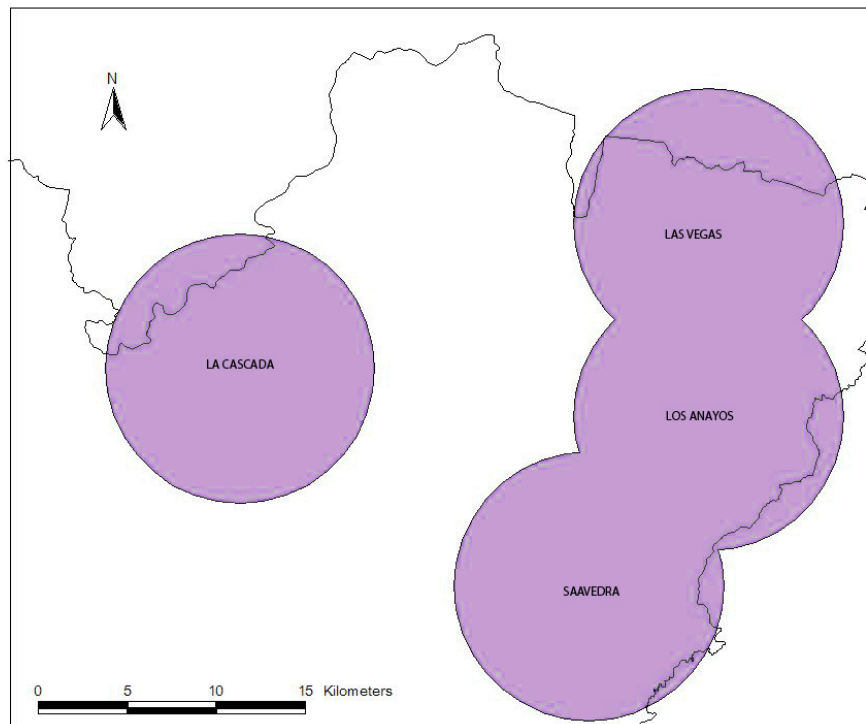 N
LAS VEGAS
LA CASCADA
LOS ANAYOS
SAAVEDRA
0 5 10 15 Kilometers